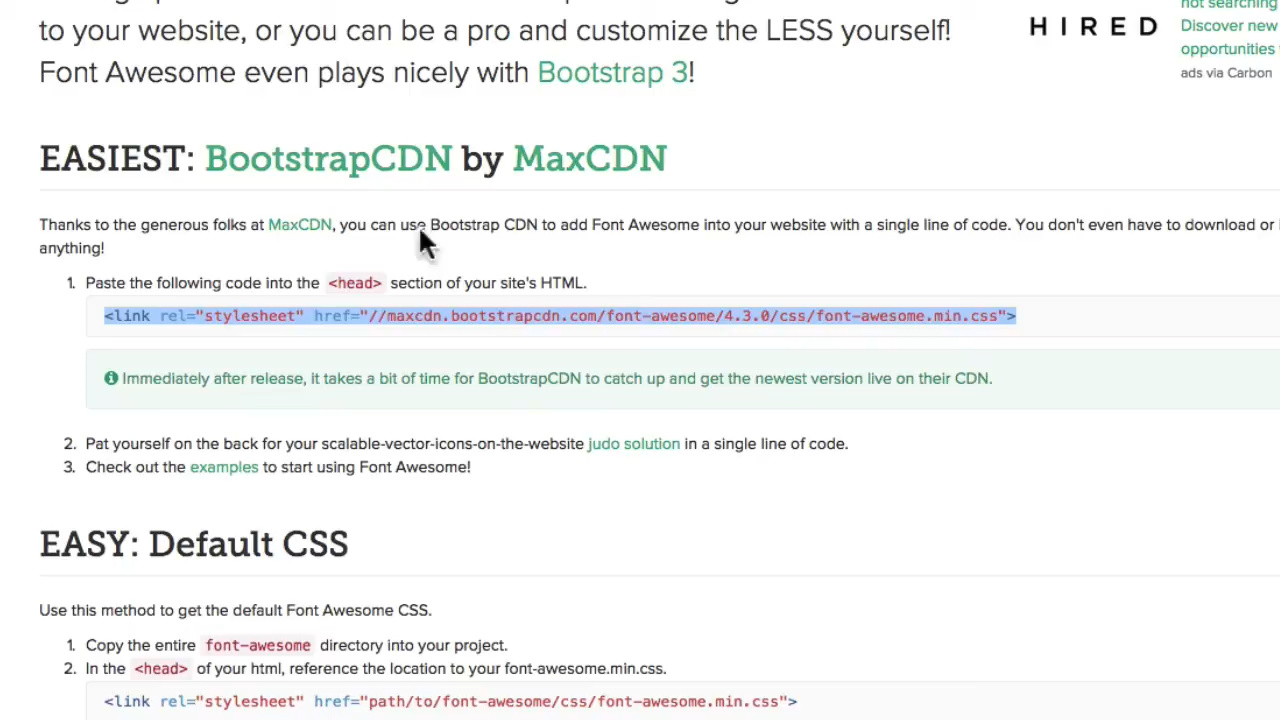 to your website, or you can be a pro and customize the LESS yourself!
Font Awesome even plays nicely with Bootstrap 3!
HIRED
not searching
Discover new
opportunities
ads via Carbon
EASIEST: BootstrapCDN by MaxCDN
Thanks to the generous folks at MaxCDN, you can use Bootstrap CDN to add Font Awesome into your website with a single line of code. You don't even have to download or
anything!
1. Paste the following code into the <head> section of your site's HTML.
<link rel="stylesheet" href="//maxcdn.bootstrapcdn.com/font-awesome/4.3.0/css/font-awesome.min.css">
Immediately after release, it takes a bit of time for BootstrapCDN to catch up and get the newest version live on their CDN.
2. Pat yourself on the back for your scalable-vector-icons-on-the-website judo solution in a single line of code.
3. Check out the examples to start using Font Awesome!
EASY: Default CSS
Use this method to get the default Font Awesome CSS.
1. Copy the entire font-awesome directory into your project.
2. In the <head> of your html, reference the location to your font-awesome.min.css.
<link rel="stylesheet" href="path/to/font-awesome/css/font-awesome.min.css">